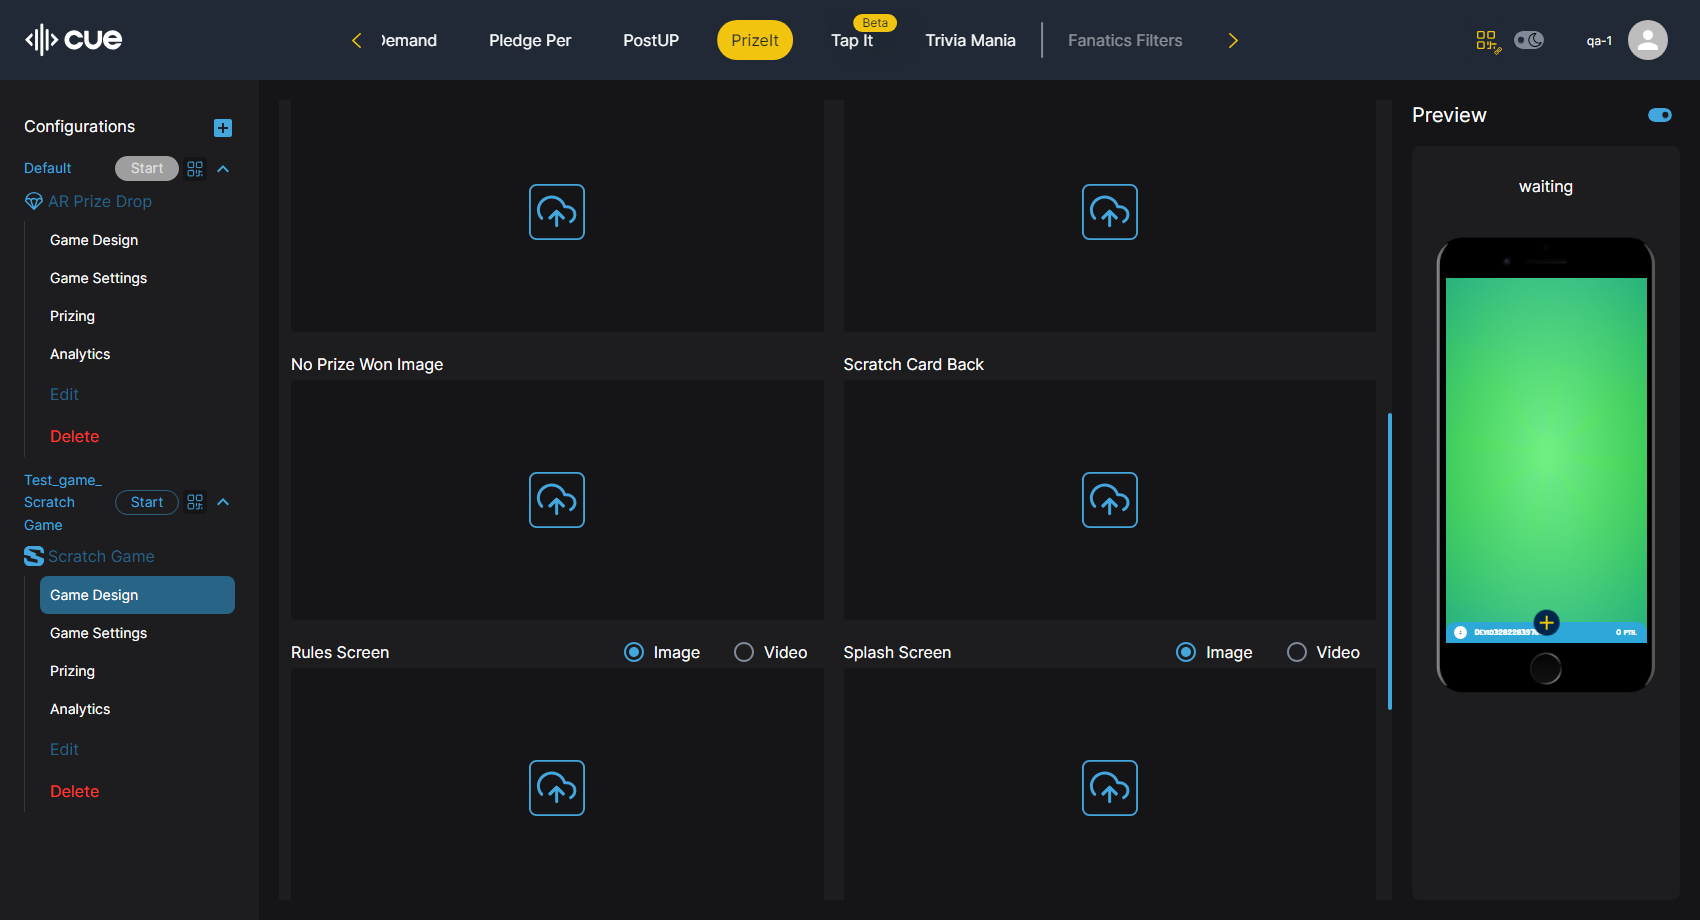 cue
Demand
Pledge Per
PostUP
PrizeIt
Beta
Tap It
Trivia Mania
Fanatics Filters
qa-1
Configurations
Default
Start
AR Prize Drop
Game Design
Game Settings
Prizing
Analytics
Edit
Delete
Test_game_
Scratch
Game
Start
Scratch Game
Game Design
Game Settings
Prizing
Analytics
Edit
Delete
No Prize Won Image
Scratch Card Back
Rules Screen
Image
Video
Splash Screen
Image
Video
Preview
waiting
0 PTS.